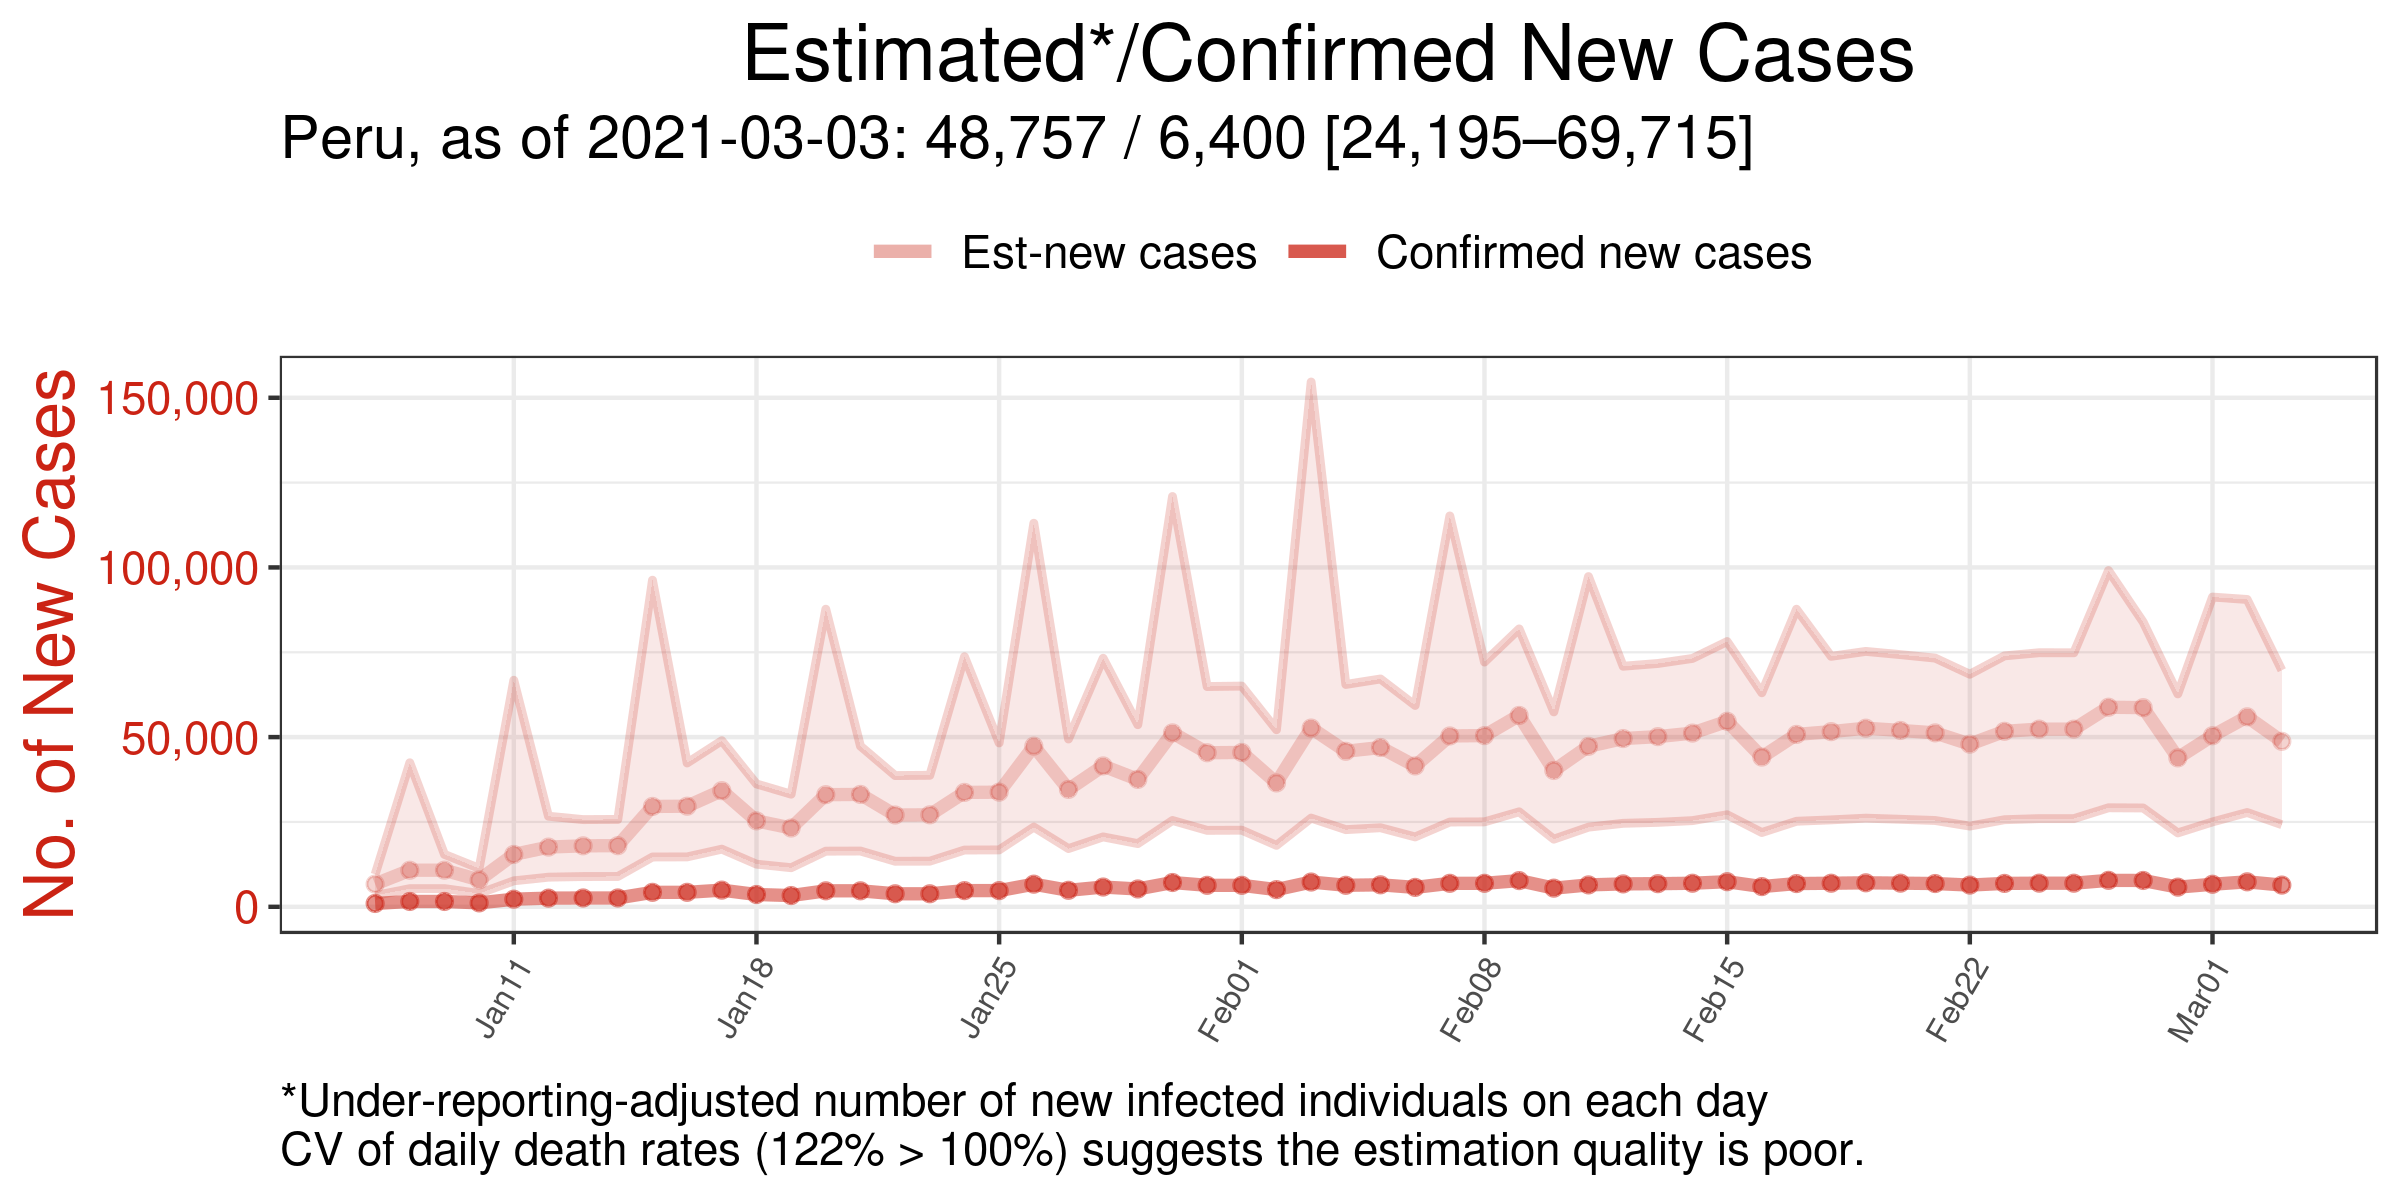 Estimated*/Confirmed New Cases
Peru, as of 2021-03-03: 48,757 / 6,400 [24,195–69,715]
Est-new cases
Confirmed new cases
No. of New Cases
150,000
100,000
50,000
0
Jan11
Jan18
Jan25
Feb01
Feb08
Feb15
Feb22
Mar01
*Under-reporting-adjusted number of new infected individuals on each day
CV of daily death rates (122% > 100%) suggests the estimation quality is poor.